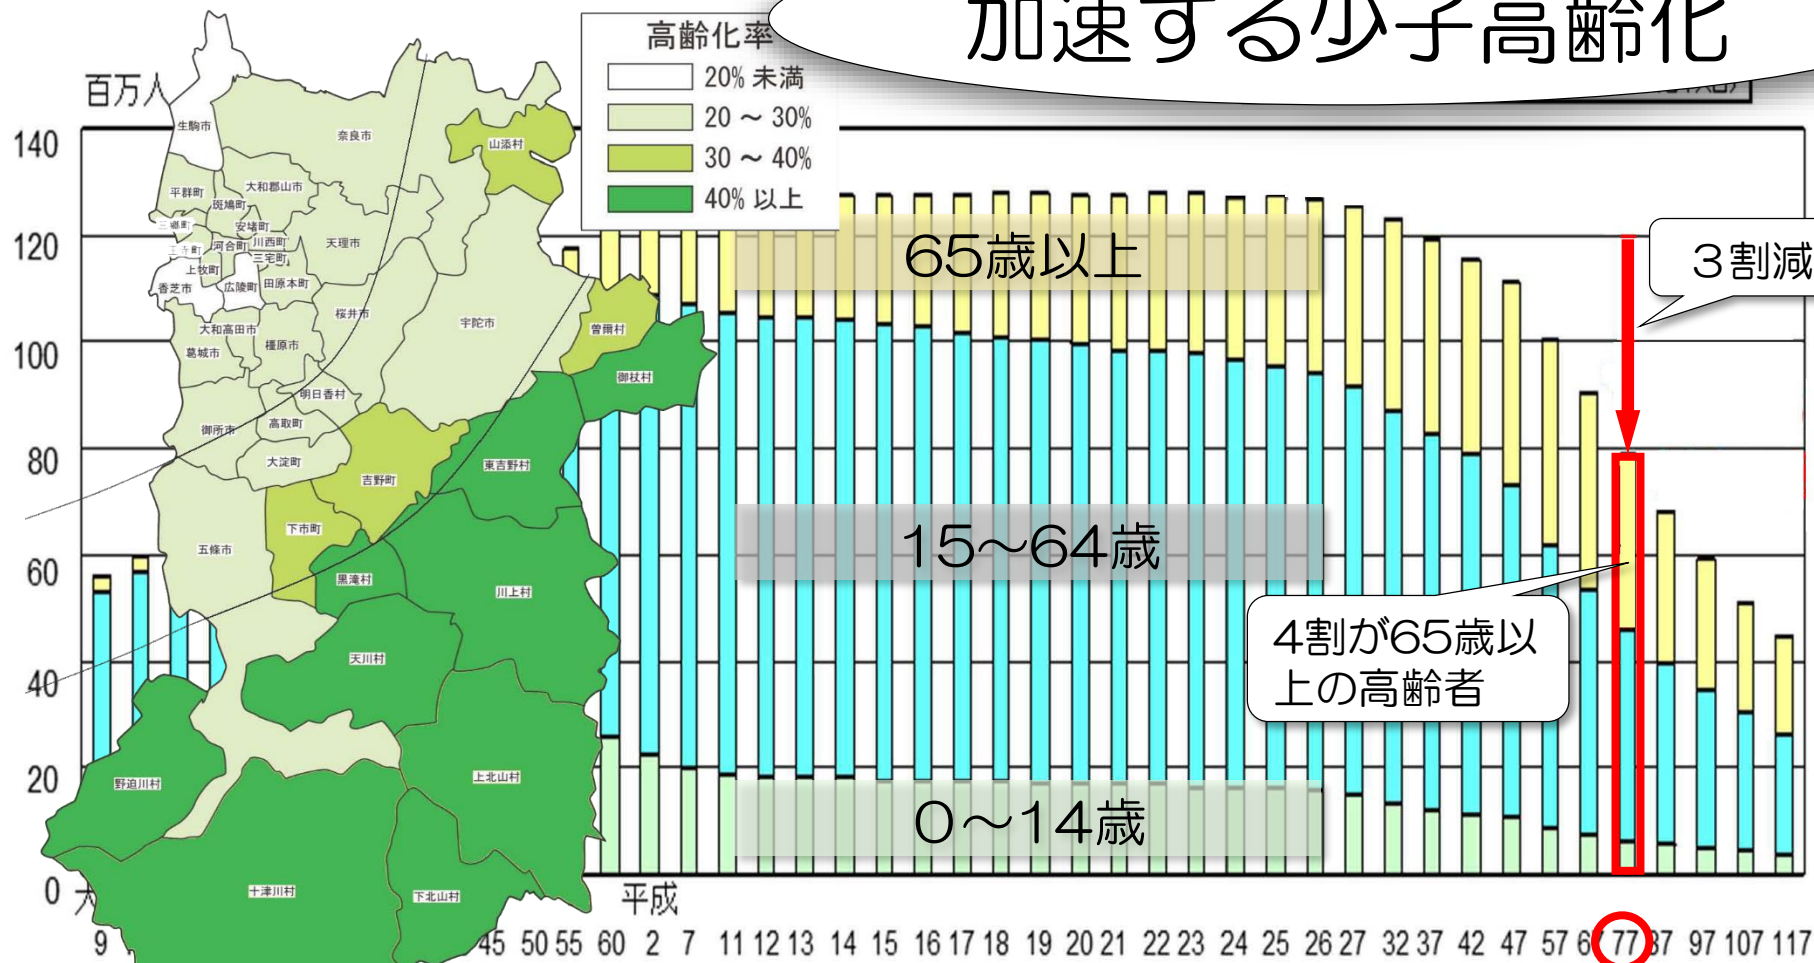 加速する少子高齢化
高齢化率
20% 未満
20 ～ 30%
30 ～ 40%
40% 以上
百万人
140
120
100
80
60
40
20
0
65歳以上
15～64歳
0～14歳
3割減
4割が65歳以
上の高齢者
生駒市
奈良市
山添村
平群町
大和郡山市
斑鳩町
三郷町
安堵町
河合町
川西町
天理市
王寺町
三宅町
上牧町
香芝市
広陵町
田原本町
桜井市
宇陀市
曽爾村
大和高田市
橿原市
葛城市
御杖村
明日香村
高取町
御所市
大淀町
東吉野村
吉野町
下市町
五條市
黒滝村
川上村
天川村
野迫川村
上北山村
十津川村
下北山村
平成
9 45 50 55 60 2 7 11 12 13 14 15 16 17 18 19 20 21 22 23 24 25 26 27 32 37 42 47 57 77 97 107 117